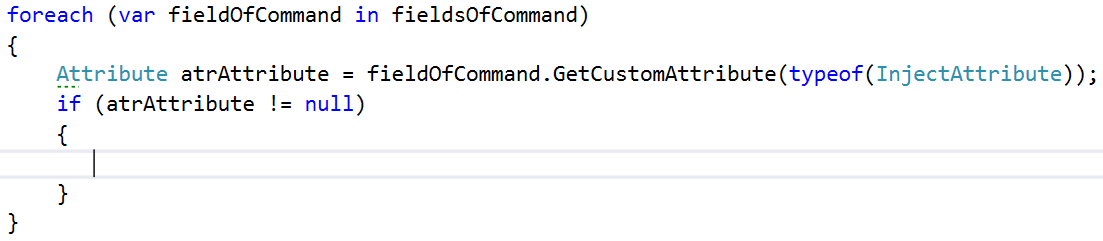 foreach (var fieldOfCommand in fieldsOfCommand)
{
    Attribute atrAttribute = fieldOfCommand.GetCustomAttribute(typeof(InjectAttribute));
    if (atrAttribute != null)
    {
    }
}